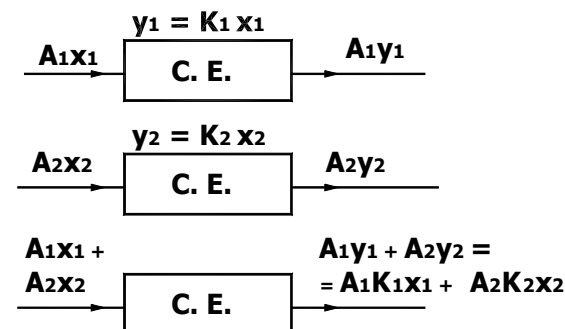 y1 = K1 x1
A1x1
C. E.
A1y1
y2 = K2 x2
A2x2
C. E.
A2y2
A1x1 +
A2x2
C. E.
A1y1 + A2y2 =
= A1K1x1 + A2K2x2